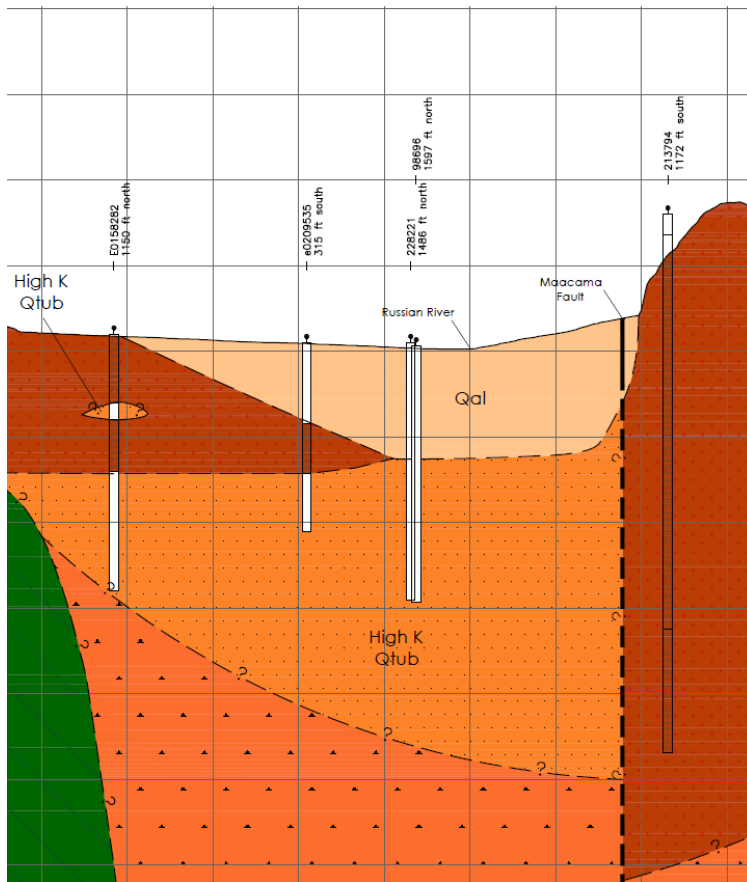 98696
1597 ft north
213794
1172 ft south
E0158282
1150 ft north
e0209535
315 ft south
228221
1486 ft north
High K
Qtub
Maacama
Fault
Russian River
Qal
?
?
?
?
?
High K
Qtub
?
?
?
?
?
?
?
?
?